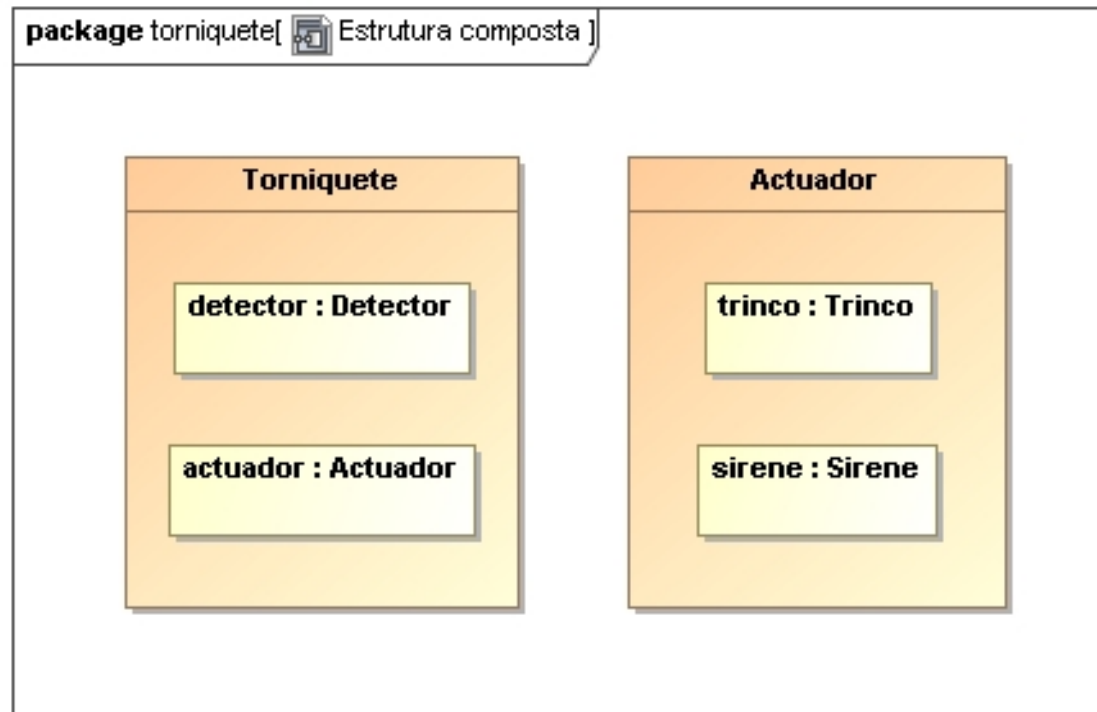 package torniquete[ Estrutura composta ]
Torniquete
detector : Detector
actuador : Actuador
Actuador
trinco : Trinco
sirene : Sirene